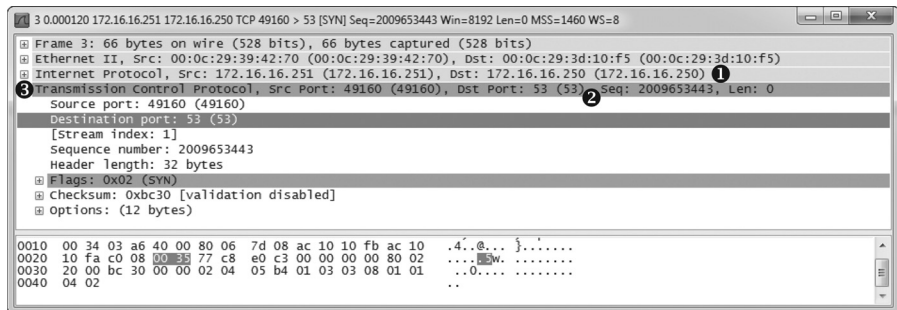 3 0.000120 172.16.16.251 172.16.16.250 TCP 49160 > 53 [SYN] Seq=2009653443 Win=8192 Len=0 MSS=1460 WS=8
Frame 3: 66 bytes on wire (528 bits), 66 bytes captured (528 bits)
Ethernet II, Src: 00:0c:29:39:42:70 (00:0c:29:39:42:70), Dst: 00:0c:29:3d:10:f5 (00:0c:29:3d:10:f5)
Internet Protocol, Src: 172.16.16.251 (172.16.16.251), Dst: 172.16.16.250 (172.16.16.250) ❶
❸ Transmission Control Protocol, Src Port: 49160 (49160), Dst Port: 53 (53), ❷ Seq: 2009653443, Len: 0
Source port: 49160 (49160)
Destination port: 53 (53)
[Stream index: 1]
Sequence number: 2009653443
Header length: 32 bytes
Flags: 0x02 (SYN)
Checksum: 0xbc30 [validation disabled]
Options: (12 bytes)
0010 00 34 03 a6 40 00 80 06 7d 08 ac 10 10 fb ac 10 .4..@... }.......
0020 10 fa c0 08 00 35 77 c8 e0 c3 00 00 00 00 80 02 .....5w. ........
0030 20 00 bc 30 00 00 02 04 05 b4 01 03 03 08 01 01 ..0.... ........
0040 04 02 ..